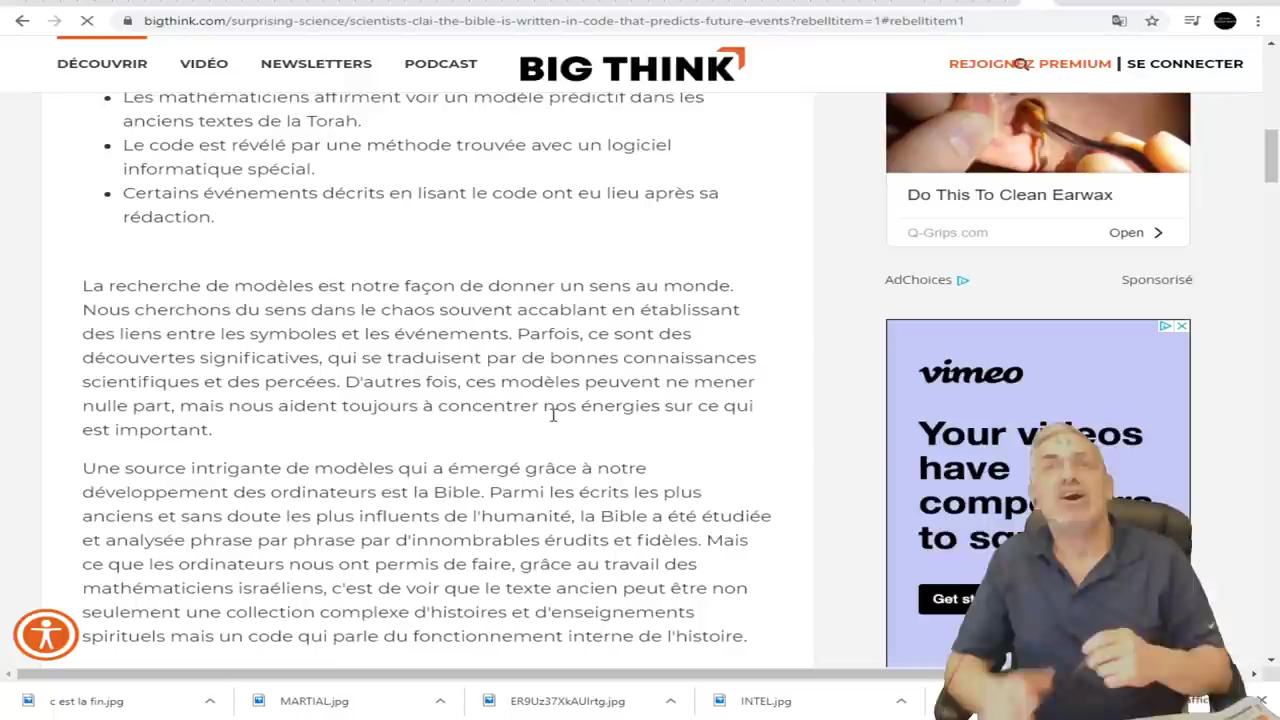 bigthink.com/surprising-science/scientists-clai-the-bible-is-written-in-code-that-predicts-future-events?rebelltitem=1#rebelltitem1
DÉCOUVRIR VIDÉO NEWSLETTERS PODCAST BIG THINK REJOIGNEZ PREMIUM | SE CONNECTER
Les mathématiciens affirment voir un modèle prédictif dans les
anciens textes de la Torah.
Le code est révélé par une méthode trouvée avec un logiciel
informatique spécial.
Certains événements décrits en lisant le code ont eu lieu après sa
rédaction.
La recherche de modèles est notre façon de donner un sens au monde.
Nous cherchons du sens dans le chaos souvent accablant en établissant
des liens entre les symboles et les événements. Parfois, ce sont des
découvertes significatives, qui se traduisent par de bonnes connaissances
scientifiques et des percées. D'autres fois, ces modèles peuvent ne mener
nulle part, mais nous aident toujours à concentrer nos énergies sur ce qui
est important.
Une source intrigante de modèles qui a émergé grâce à notre
développement des ordinateurs est la Bible. Parmi les écrits les plus
anciens et sans doute les plus influents de l'humanité, la Bible a été étudiée
et analysée phrase par phrase par d'innombrables érudits et fidèles. Mais
ce que les ordinateurs nous ont permis de faire, grâce au travail des
mathématiciens israéliens, c'est de voir que le texte ancien peut être non
seulement une collection complexe d'histoires et d'enseignements
spirituels mais un code qui parle du fonctionnement interne de l'histoire.
Do This To Clean Earwax
Q-Grips.com Open
AdChoices Sponsorisé
vimeo
Your videos
have
to
Get
c est la fin.jpg MARTIAL.jpg ER9Uz37XkAUIrtg.jpg INTEL.jpg